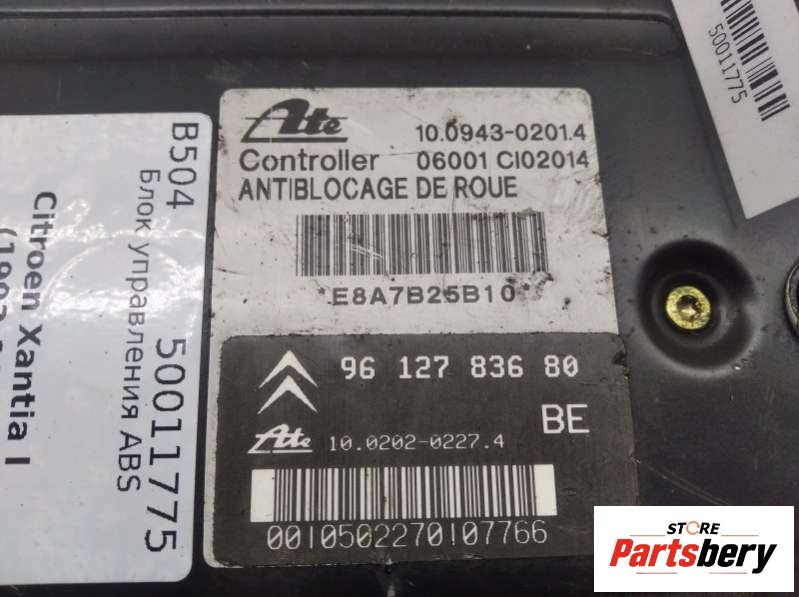 Ate 10.0943-0201.4
Controller 06001 CI02014
ANTIBLOCAGE DE ROUE
*E8A7B25B10*
96 127 836 80
BE
Ate 10.0202-0227.4
0010502270107766
B504 50011775
Блок управления ABS
Citroen Xantia I
50011775
STORE
Partsbery